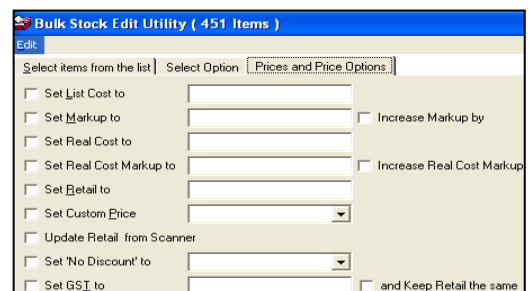 Bulk Stock Edit Utility ( 451 Items )
Edit
Select items from the list Select Option Prices and Price Options
Set List Cost to
Set Markup to Increase Markup by
Set Real Cost to
Set Real Cost Markup to Increase Real Cost Markup
Set Retail to
Set Custom Price
Update Retail from Scanner
Set 'No Discount' to
Set GST to and Keep Retail the same